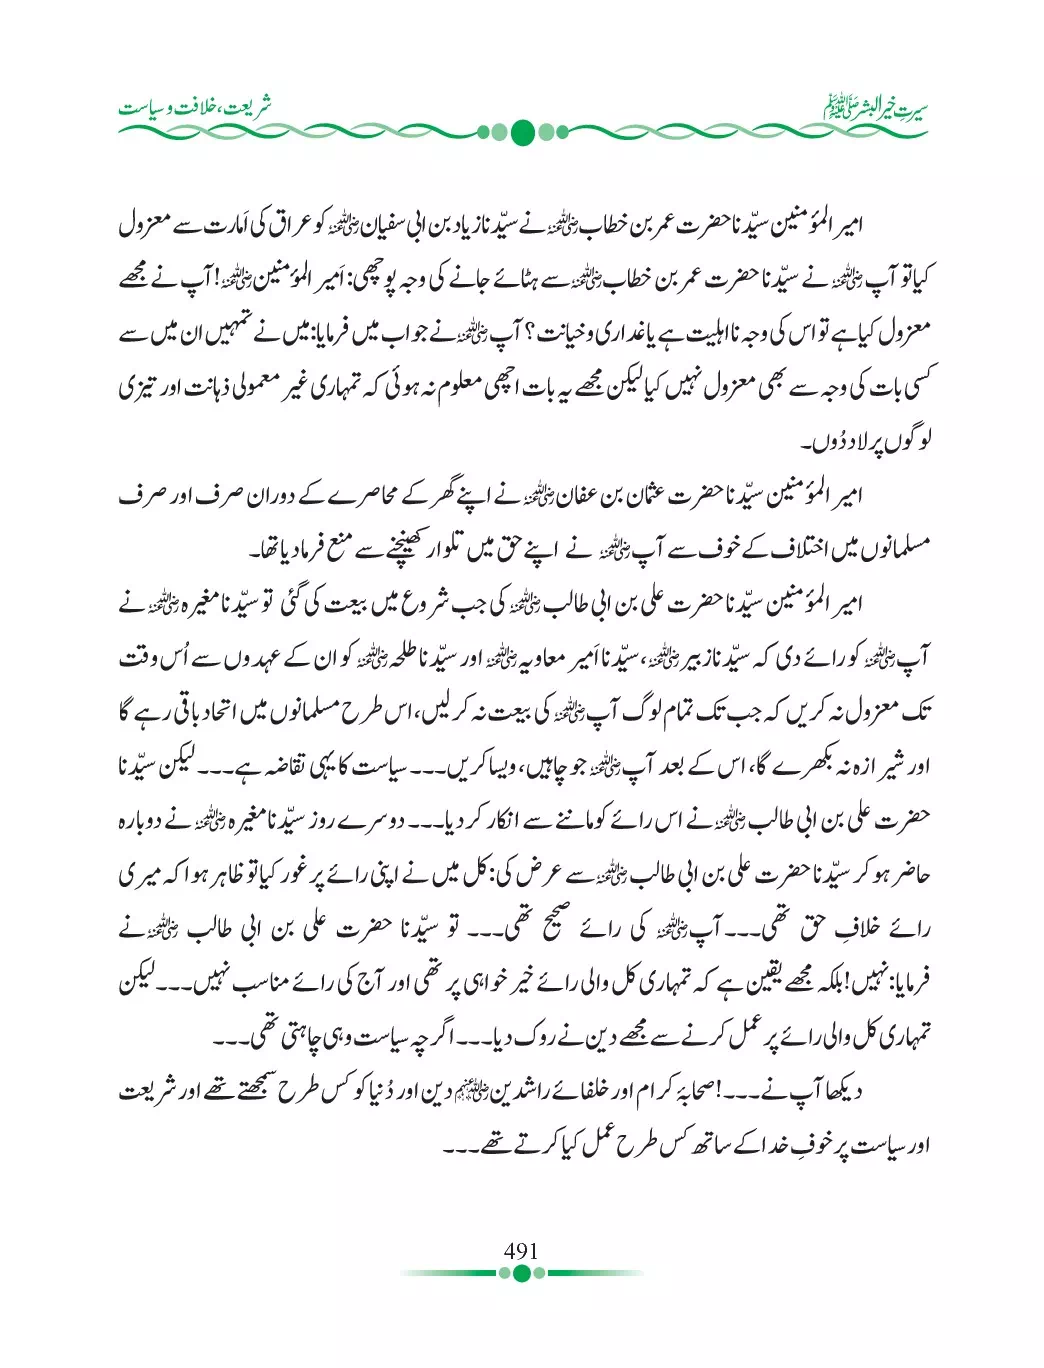 سیرتِ خیر البشر ﷺ
شریعت، خلافت و سیاست
امیر المؤمنین سیّدنا حضرت عمر بن خطاب رضی اللہ عنہ نے سیّدنا زیاد بن ابی سفیان رضی اللہ عنہ کو عراق کی اَمارت سے معزول
کیا تو آپ رضی اللہ عنہ نے سیّدنا حضرت عمر بن خطاب رضی اللہ عنہ سے ہٹائے جانے کی وجہ پوچھی: اَمیر المؤمنین رضی اللہ عنہ! آپ نے مجھے
معزول کیا ہے تو اس کی وجہ نااہلیت ہے یا غداری و خیانت؟ آپ رضی اللہ عنہ نے جواب میں فرمایا: میں نے تمہیں ان میں سے
کسی بات کی وجہ سے بھی معزول نہیں کیا لیکن مجھے یہ بات اچھی معلوم نہ ہوئی کہ تمہاری غیر معمولی ذہانت اور تیزی
لوگوں پر لاد دُوں۔
امیر المؤمنین سیّدنا حضرت عثمان بن عفان رضی اللہ عنہ نے اپنے گھر کے محاصرے کے دوران صرف اور صرف
مسلمانوں میں اختلاف کے خوف سے آپ رضی اللہ عنہ نے اپنے حق میں تلوار کھینچنے سے منع فرما دیا تھا۔
امیر المؤمنین سیّدنا حضرت علی بن ابی طالب رضی اللہ عنہ کی جب شروع میں بیعت کی گئی تو سیّدنا مغیرہ رضی اللہ عنہ نے
آپ رضی اللہ عنہ کو رائے دی کہ سیّدنا زبیر رضی اللہ عنہ، سیّدنا اَمیر معاویہ رضی اللہ عنہ اور سیّدنا طلحہ رضی اللہ عنہ کو ان کے عہدوں سے اُس وقت
تک معزول نہ کریں کہ جب تک تمام لوگ آپ رضی اللہ عنہ کی بیعت نہ کر لیں، اس طرح مسلمانوں میں اتحاد باقی رہے گا
اور شیرازہ نہ بکھرے گا، اس کے بعد آپ رضی اللہ عنہ جو چاہیں، ویسا کریں۔۔۔ سیاست کا یہی تقاضہ ہے۔۔۔ لیکن سیّدنا
حضرت علی بن ابی طالب رضی اللہ عنہ نے اس رائے کو ماننے سے انکار کر دیا۔۔۔ دوسرے روز سیّدنا مغیرہ رضی اللہ عنہ نے دوبارہ
حاضر ہو کر سیّدنا حضرت علی بن ابی طالب رضی اللہ عنہ سے عرض کی: کل میں نے اپنی رائے پر غور کیا تو ظاہر ہوا کہ میری
رائے خلافِ حق تھی۔۔۔ آپ رضی اللہ عنہ کی رائے صحیح تھی۔۔۔ تو سیّدنا حضرت علی بن ابی طالب رضی اللہ عنہ نے
فرمایا: نہیں! بلکہ مجھے یقین ہے کہ تمہاری کل والی رائے خیر خواہی پر تھی اور آج کی رائے مناسب نہیں۔۔۔ لیکن
تمہاری کل والی رائے پر عمل کرنے سے مجھے دین نے روک دیا۔۔۔ اگرچہ سیاست وہی چاہتی تھی۔۔۔
دیکھا آپ نے۔۔۔! صحابۂ کرام اور خلفائے راشدین رضی اللہ عنہم دین اور دُنیا کو کس طرح سمجھتے تھے اور شریعت
اور سیاست پر خوفِ خدا کے ساتھ کس طرح عمل کیا کرتے تھے۔۔۔
491